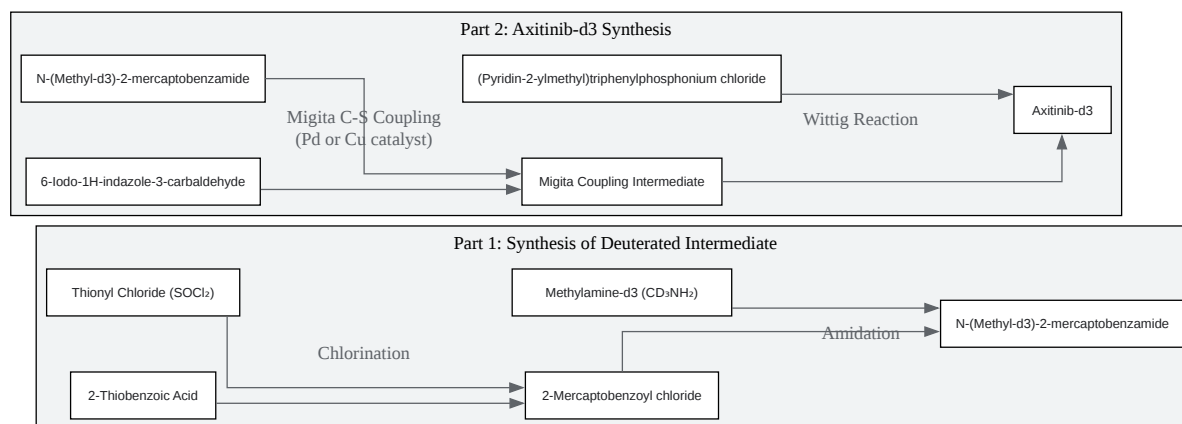 Part 2: Axitinib-d3 Synthesis
N-(Methyl-d3)-2-mercaptobenzamide
(Pyridin-2-ylmethyl)triphenylphosphonium chloride
Axitinib-d3
Migita C-S Coupling
(Pd or Cu catalyst)
Wittig Reaction
6-Iodo-1H-indazole-3-carbaldehyde
Migita Coupling Intermediate
Part 1: Synthesis of Deuterated Intermediate
Thionyl Chloride (SOCl₂)
Methylamine-d3 (CD₃NH₂)
N-(Methyl-d3)-2-mercaptobenzamide
Amidation
Chlorination
2-Thiobenzoic Acid
2-Mercaptobenzoyl chloride